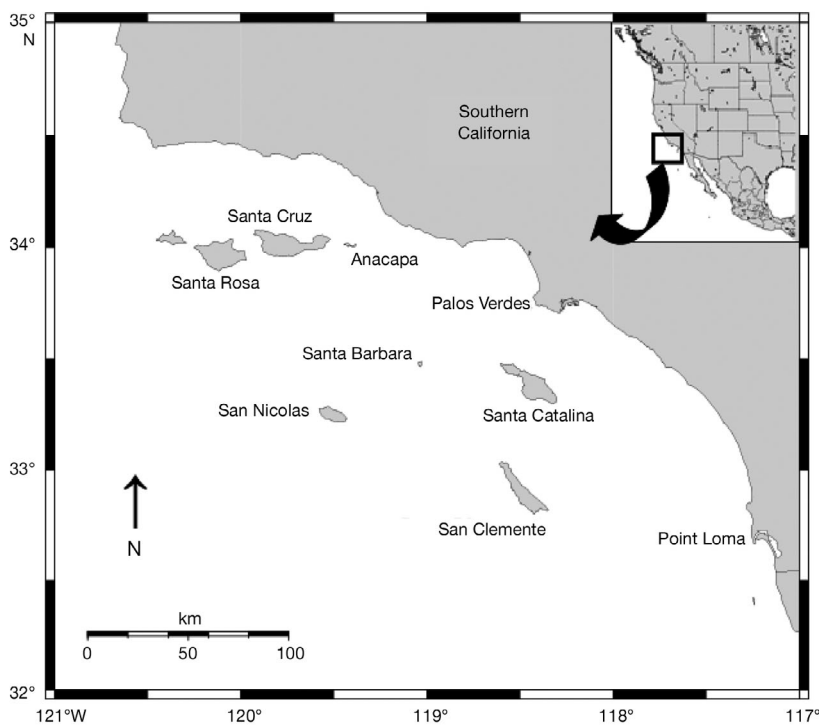 35°
N
Southern
California
Santa Cruz
34°
Anacapa
Santa Rosa
Palos Verdes
Santa Barbara
San Nicolas
Santa Catalina
33°
San Clemente
Point Loma
N
km
0 50 100
32°
121°W 120° 119° 118° 117°